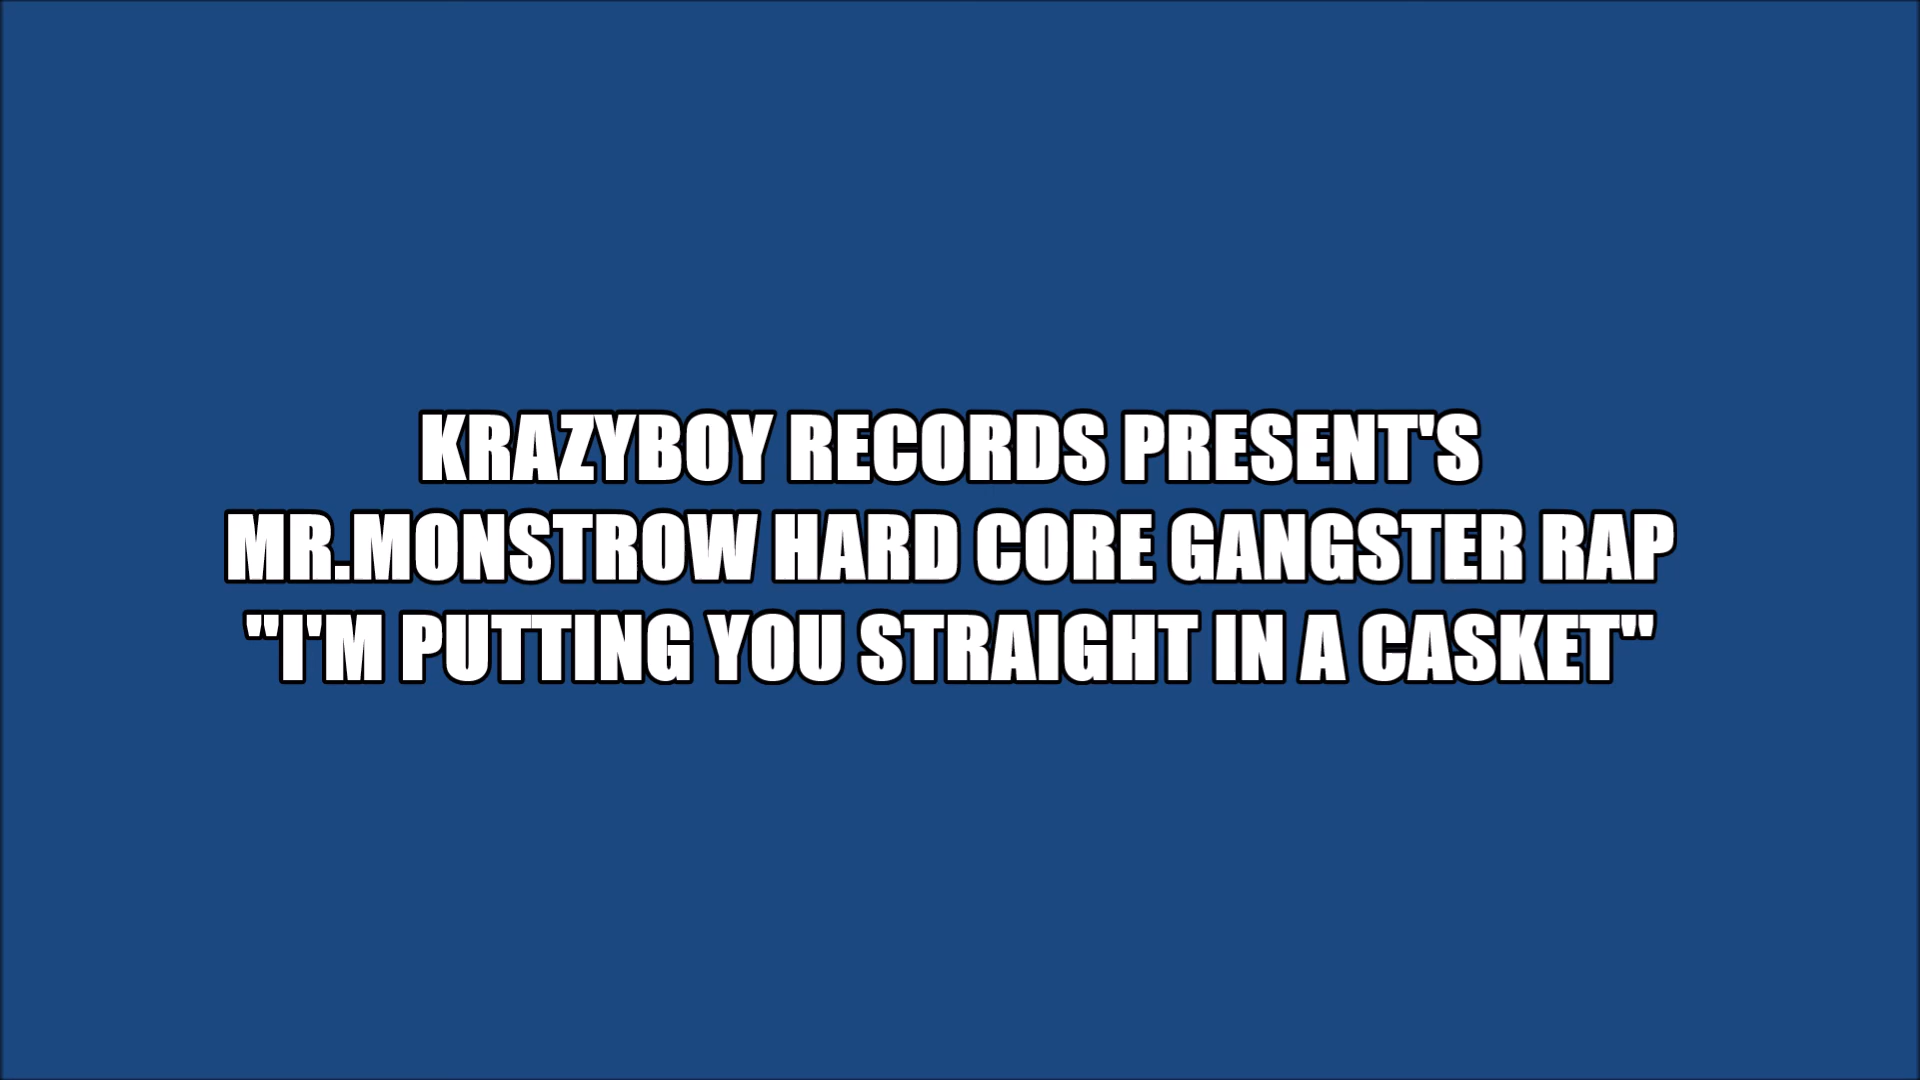 KRAZYBOY RECORDS PRESENT'S
MR.MONSTROW HARD CORE GANGSTER RAP
"I'M PUTTING YOU STRAIGHT IN A CASKET"